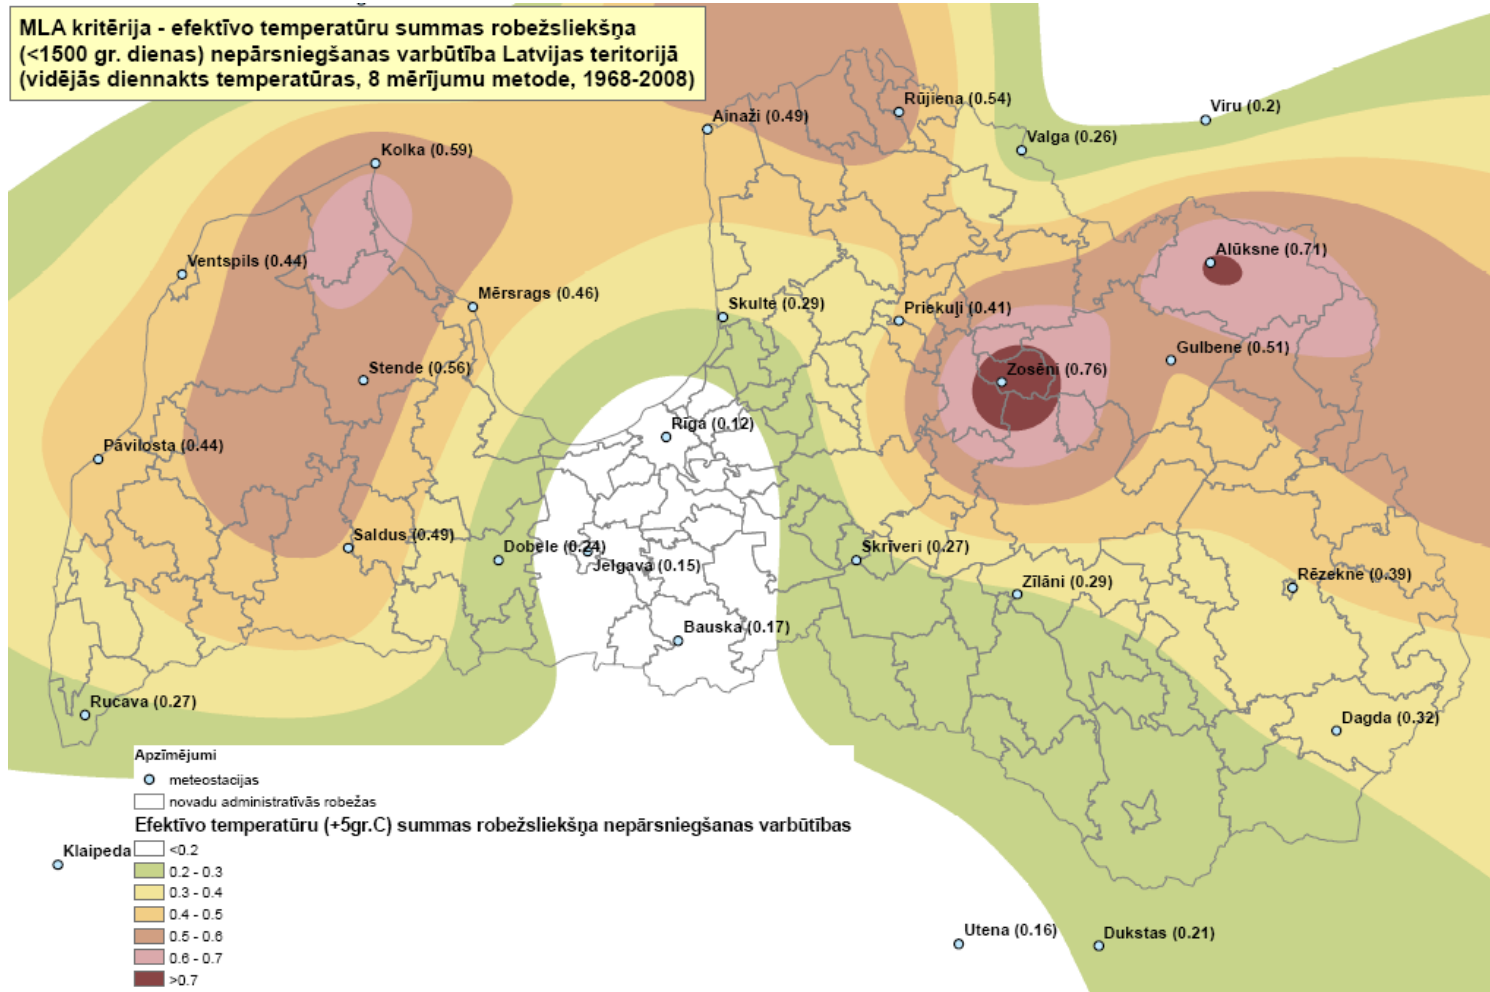 MLA kritērija - efektīvo temperatūru summas robežsliekšņa
(<1500 gr. dienas) nepārsniegšanas varbūtība Latvijas teritorijā
(vidējās diennakts temperatūras, 8 mērījumu metode, 1968-2008)
Rūjiena (0.54)
Viru (0.2)
Ainaži (0.49)
Valga (0.26)
Kolka (0.59)
Alūksne (0.71)
Ventspils (0.44)
Mērsrags (0.46)
Skulte (0.29)
Priekuļi (0.41)
Gulbene (0.51)
Stende (0.56)
Zosēni (0.76)
Rīga (0.12)
Pāvilosta (0.44)
Saldus (0.49)
Dobele (0.24)
Skrīveri (0.27)
Jelgava (0.15)
Zīlāni (0.29)
Rēzekne (0.39)
Bauska (0.17)
Rucava (0.27)
Dagda (0.32)
Apzīmējumi
meteostacijas
novadu administratīvās robežas
Efektīvo temperatūru (+5gr.C) summas robežsliekšņa nepārsniegšanas varbūtības
Klaipeda
<0.2
0.2 - 0.3
0.3 - 0.4
0.4 - 0.5
0.5 - 0.6
0.6 - 0.7
>0.7
Utena (0.16)
Dukstas (0.21)